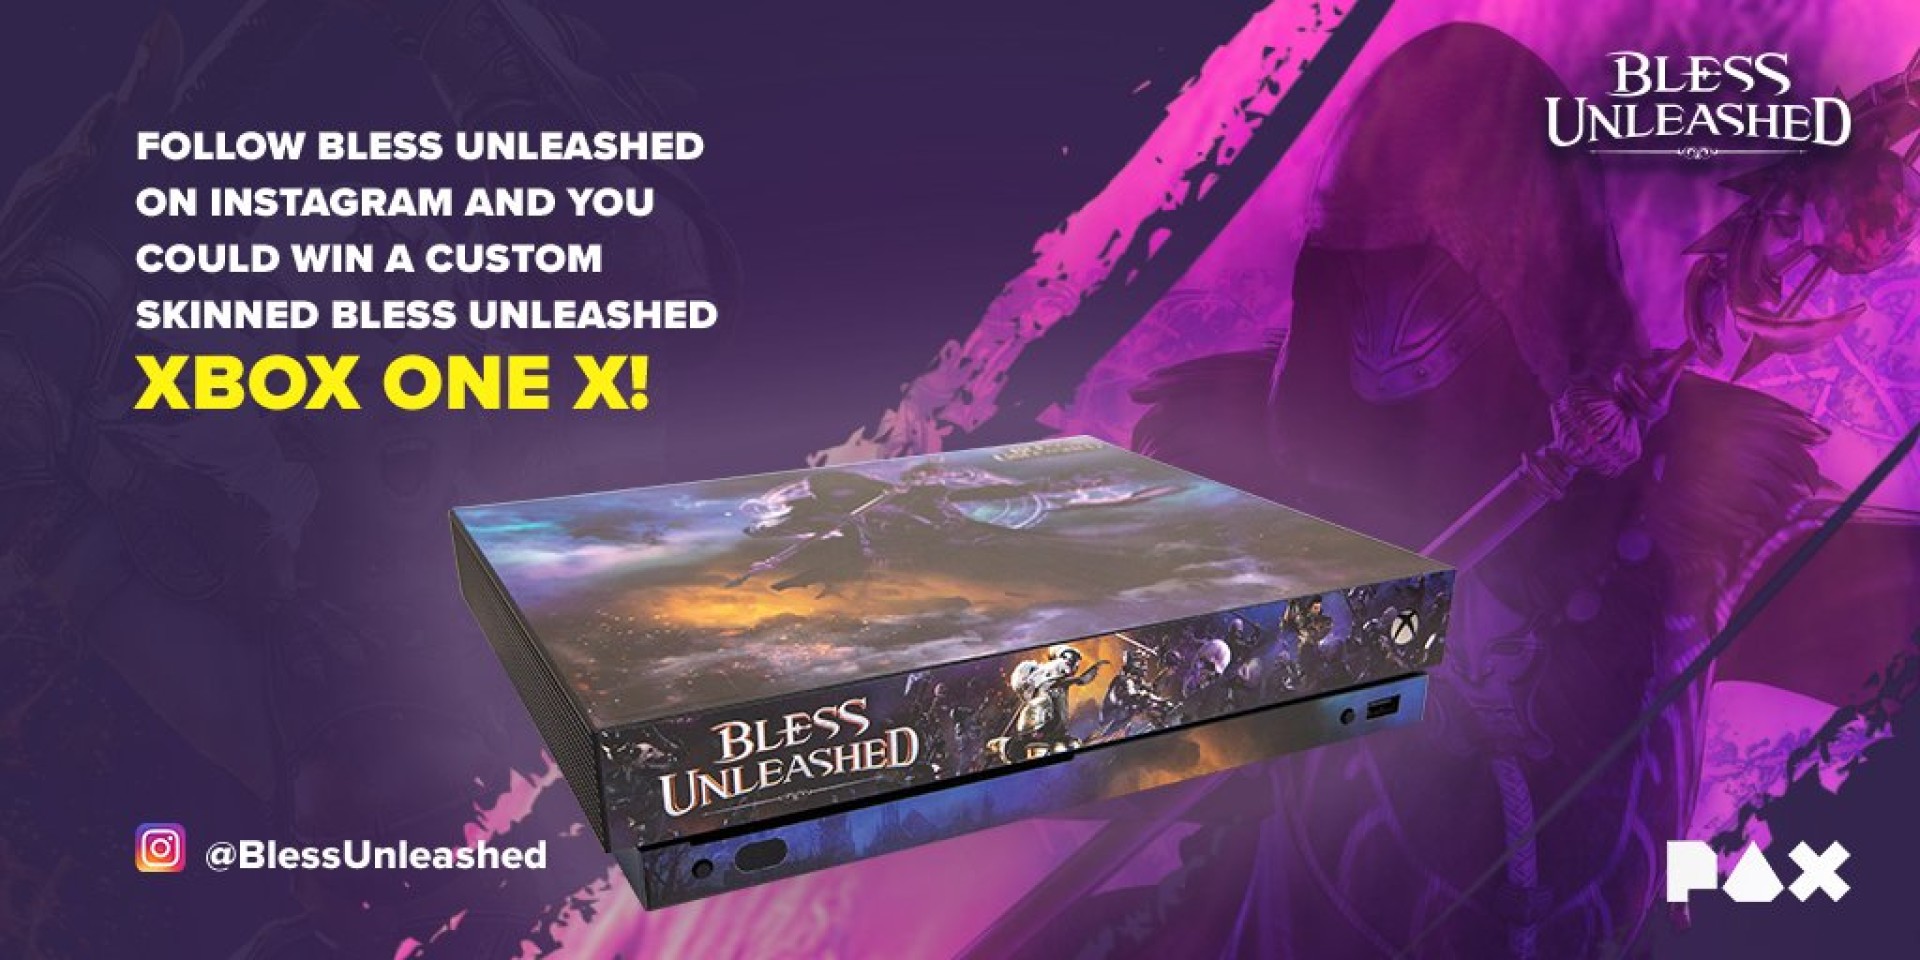 FOLLOW BLESS UNLEASHED
ON INSTAGRAM AND YOU
COULD WIN A CUSTOM
SKINNED BLESS UNLEASHED
XBOX ONE X!
BLESS
UNLEASHED
BLESS
UNLEASHED
@BlessUnleashed
PAX